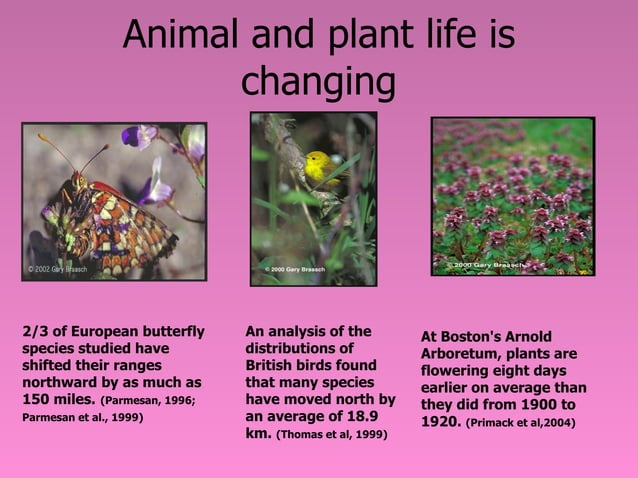 Animal and plant life is
changing
© 2002 Gary Braasch
© 2000 Gary Braasch
© 2000 Gary Braasch
2/3 of European butterfly
species studied have
shifted their ranges
northward by as much as
150 miles. (Parmesan, 1996;
Parmesan et al., 1999)
An analysis of the
distributions of
British birds found
that many species
have moved north by
an average of 18.9
km. (Thomas et al, 1999)
At Boston's Arnold
Arboretum, plants are
flowering eight days
earlier on average than
they did from 1900 to
1920. (Primack et al,2004)